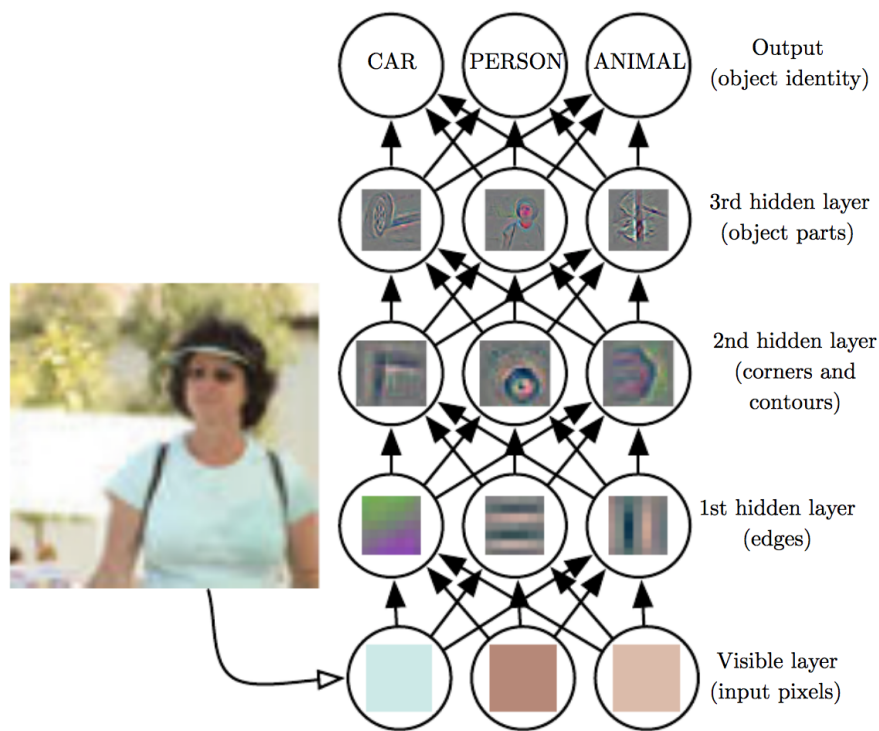 CAR PERSON ANIMAL
Output
(object identity)
3rd hidden layer
(object parts)
2nd hidden layer
(corners and
contours)
1st hidden layer
(edges)
Visible layer
(input pixels)